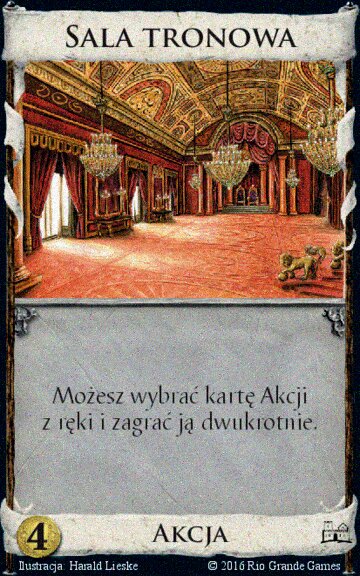 Sala tronowa
Możesz wybrać kartę Akcji
z ręki i zagrać ją dwukrotnie.
4
Akcja
Ilustracja: Harald Lieske
© 2016 Rio Grande Games